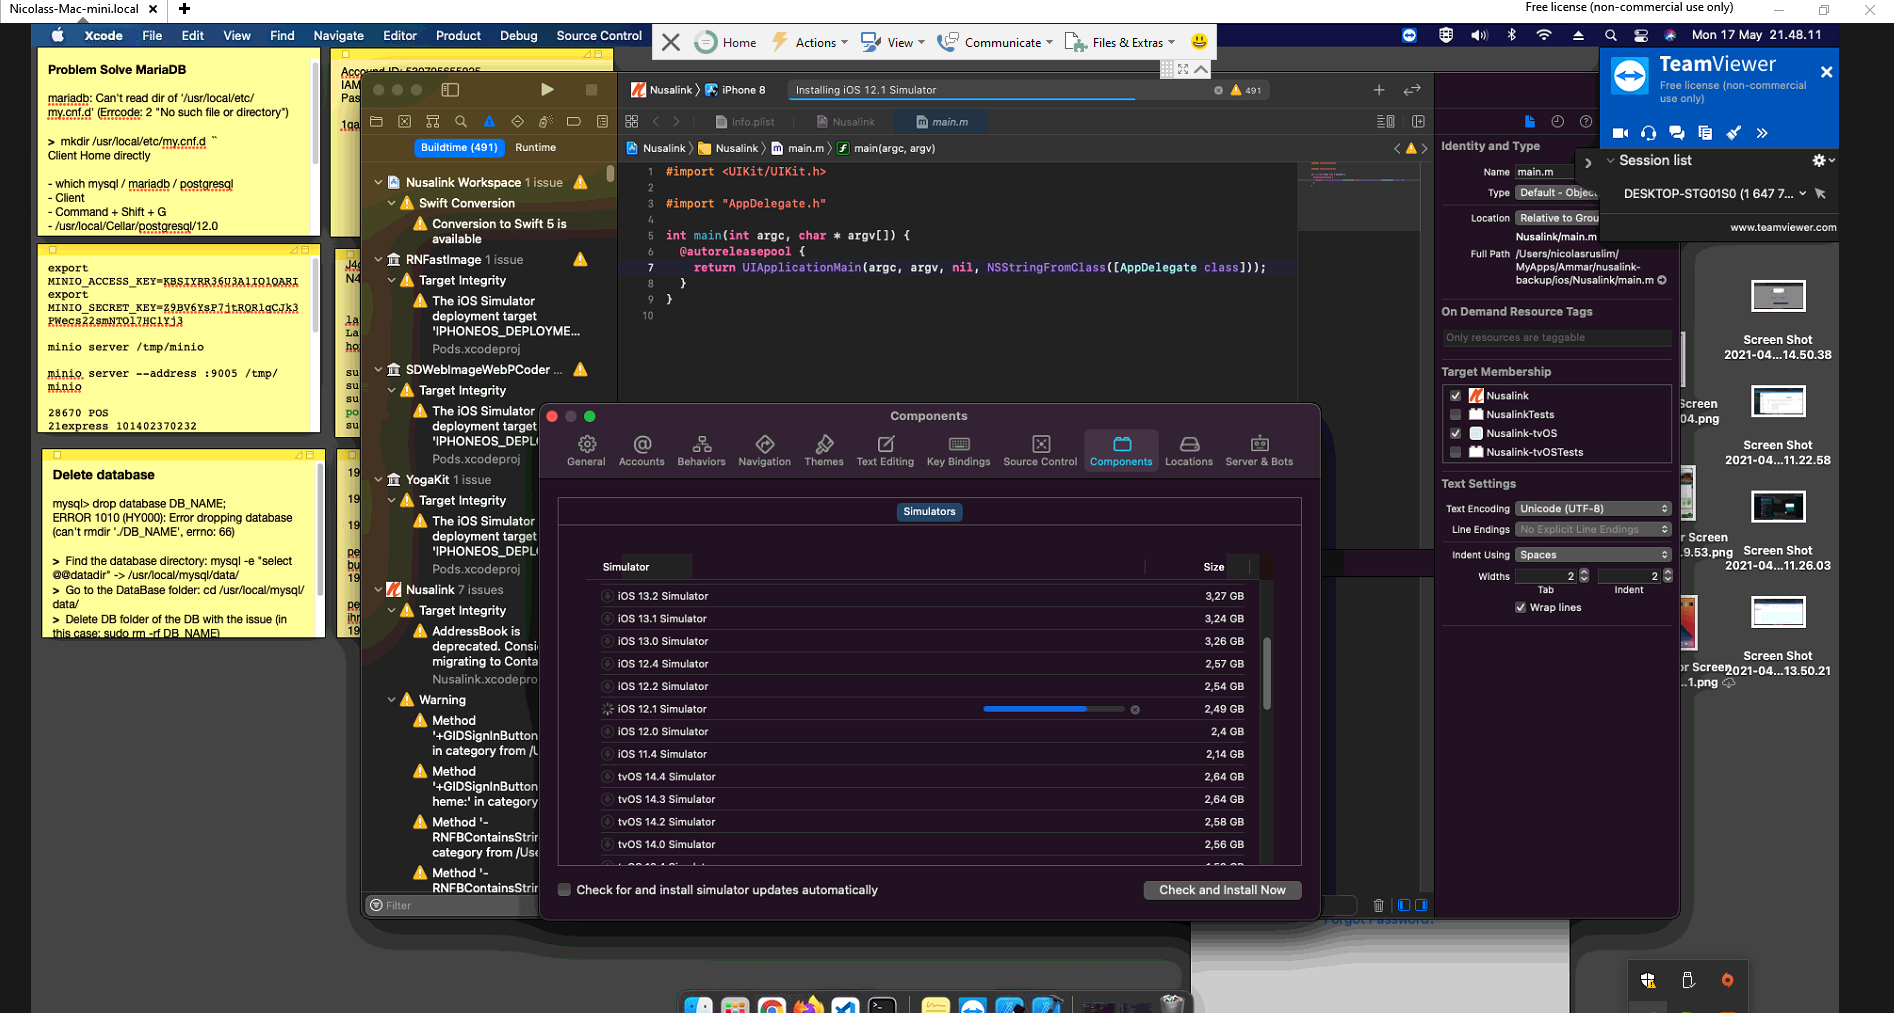 Nicolass-Mac-mini.local
Free license (non-commercial use only)
Xcode File Edit View Find Navigate Editor Product Debug Source Control
Home Actions View Communicate Files & Extras
Mon 17 May 21.48.11
Problem Solve MariaDB
mariadb: Can't read dir of '/usr/local/etc/
my.cnf.d' (Errcode: 2 "No such file or directory")
> mkdir /usr/local/etc/my.cnf.d ``
Client Home directly
- which mysql / mariadb / postgresql
- Client
- Command + Shift + G
- /usr/local/Cellar/postgresql/12.0
export
minio server /tmp/minio
minio server --address :9005 /tmp/
minio
28670 POS
21express 101402370232
Delete database
mysql> drop database DB_NAME;
ERROR 1010 (HY000): Error dropping database
(can't rmdir './DB_NAME', errno: 66)
> Find the database directory: mysql -e "select
@@datadir" -> /usr/local/mysql/data/
> Go to the DataBase folder: cd /usr/local/mysql/
data/
> Delete DB folder of the DB with the issue (in
this case: sudo rm -rf DB_NAME)
IAM
Pas
Nusalink iPhone 8
Installing iOS 12.1 Simulator
491
Info.plist Nusalink main.m
Buildtime (491) Runtime
Nusalink Nusalink main.m main(argc, argv)
Nusalink Workspace 1 issue
Swift Conversion
Conversion to Swift 5 is
available
RNFastImage 1 issue
Target Integrity
The iOS Simulator
deployment target
'IPHONEOS_DEPLOYME...
Pods.xcodeproj
SDWebImageWebPCoder ...
Target Integrity
The iOS Simulator
deployment target
'IPHONEOS_DEPL
Pods.xcodeproj
YogaKit 1 issue
Target Integrity
The iOS Simulator
deployment target
'IPHONEOS_DEPL
Pods.xcodeproj
Nusalink 7 issues
Target Integrity
AddressBook is
deprecated. Consi
migrating to Conta
Nusalink.xcodepro
Warning
Method
'+GIDSignInButton
in category from /U
Method
'+GIDSignInButton
heme:' in category
Method '-
RNFBContainsStrin
category from /Use
Method '-
RNFBContainsStrin
Filter
1 #import <UIKit/UIKit.h>
2
3 #import "AppDelegate.h"
4
5 int main(int argc, char * argv[]) {
6 @autoreleasepool {
7 return UIApplicationMain(argc, argv, nil, NSStringFromClass([AppDelegate class]));
8 }
9 }
10
Components
General Accounts Behaviors Navigation Themes Text Editing Key Bindings Source Control Components Locations Server & Bots
Simulators
Simulator Size
iOS 13.2 Simulator 3,27 GB
iOS 13.1 Simulator 3,24 GB
iOS 13.0 Simulator 3,26 GB
iOS 12.4 Simulator 2,57 GB
iOS 12.2 Simulator 2,54 GB
iOS 12.1 Simulator 2,49 GB
iOS 12.0 Simulator 2,4 GB
iOS 11.4 Simulator 2,14 GB
tvOS 14.4 Simulator 2,64 GB
tvOS 14.3 Simulator 2,64 GB
tvOS 14.2 Simulator 2,58 GB
tvOS 14.0 Simulator 2,56 GB
Check for and install simulator updates automatically
Check and Install Now
Identity and Type
Name main.m
Type Default - Objec
Location Relative to Grou
Nusalink/main.m
Full Path /Users/nicolasruslim/
MyApps/Ammar/nusalink-
backup/ios/Nusalink/main.m
On Demand Resource Tags
Only resources are taggable
Target Membership
Nusalink
NusalinkTests
Nusalink-tvOS
Nusalink-tvOSTests
Text Settings
Text Encoding Unicode (UTF-8)
Line Endings No Explicit Line Endings
Indent Using Spaces
Widths 2 2
Tab Indent
Wrap lines
TeamViewer
Free license (non-commercial
use only)
Session list
DESKTOP-STG01S0 (1 647 7...
www.teamviewer.com
Screen Shot
2021-04...14.50.38
Screen
04.png
Screen Shot
2021-04...11.22.58
r Screen
.9.53.png
Screen Shot
2021-04...11.26.03
or Screen
..1.png
Screen Shot
2021-04...13.50.21